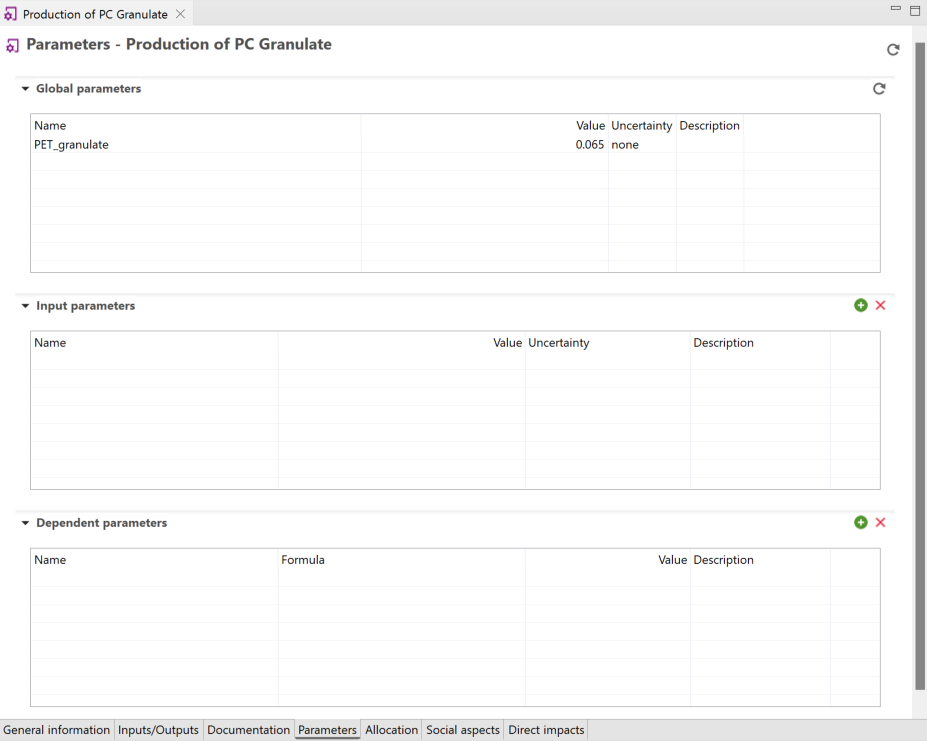 Production of PC Granulate
Parameters - Production of PC Granulate
Global parameters
Name Value Uncertainty Description
PET_granulate 0.065 none
Input parameters
Name Value Uncertainty Description
Dependent parameters
Name Formula Value Description
General information Inputs/Outputs Documentation Parameters Allocation Social aspects Direct impacts